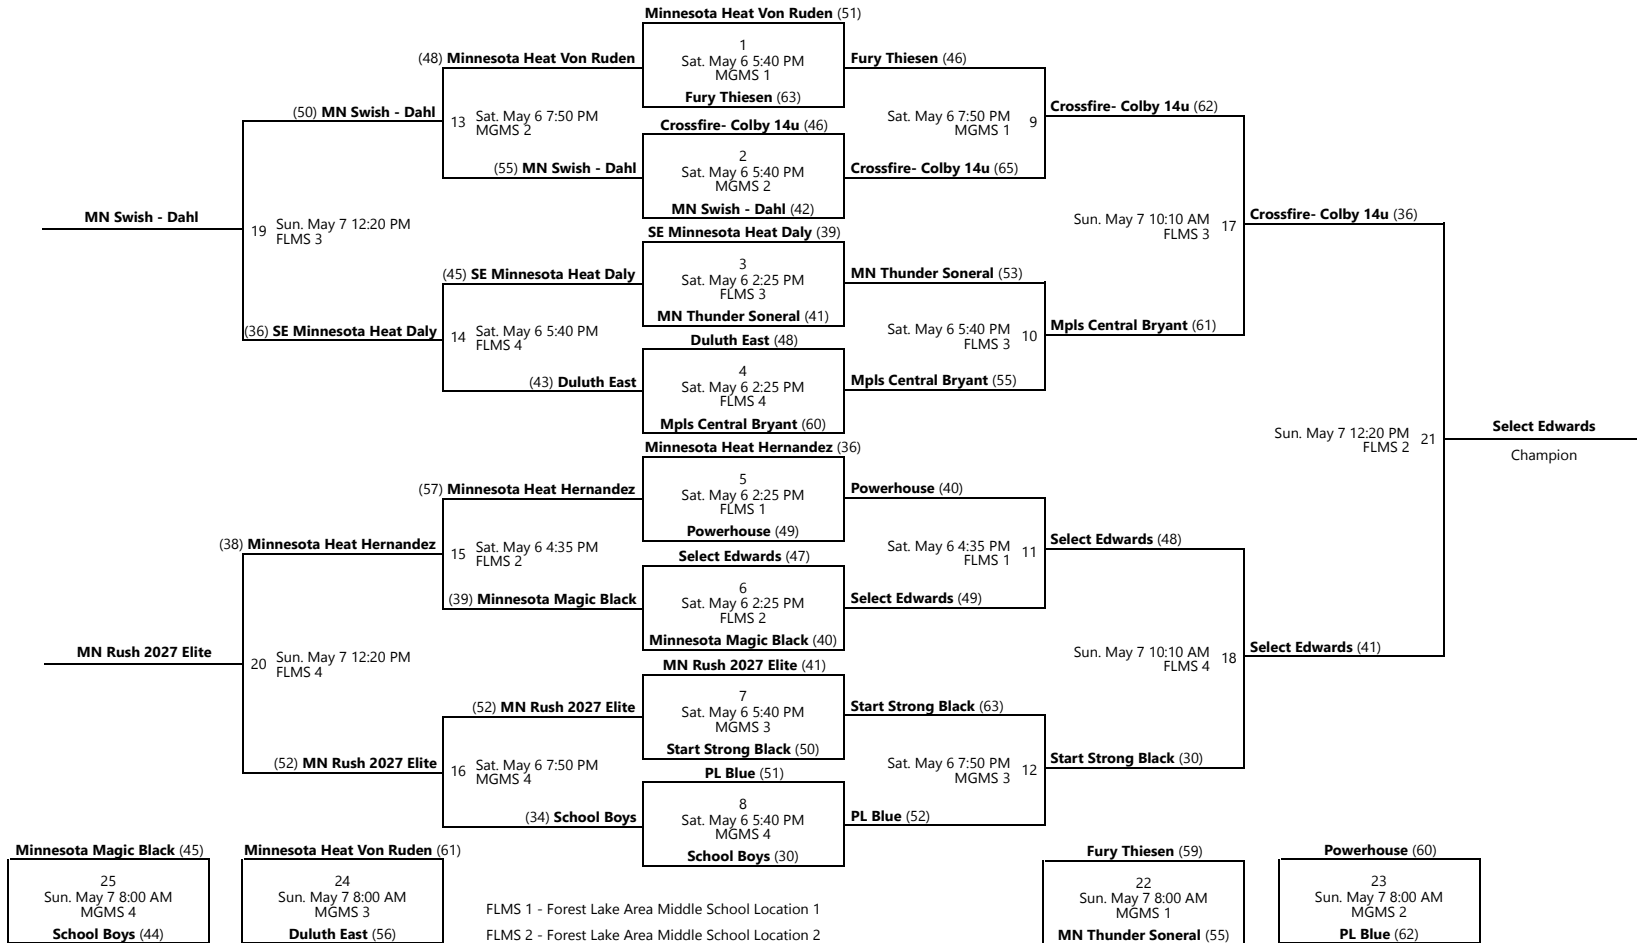 Minnesota Heat Von Ruden (51)
1
Sat. May 6 5:40 PM
MGMS 1
Fury Thiesen (63)
Crossfire- Colby 14u (46)
2
Sat. May 6 5:40 PM
MGMS 2
MN Swish - Dahl (42)
SE Minnesota Heat Daly (39)
3
Sat. May 6 2:25 PM
FLMS 3
MN Thunder Soneral (41)
Duluth East (48)
4
Sat. May 6 2:25 PM
FLMS 4
Mpls Central Bryant (60)
Minnesota Heat Hernandez (36)
5
Sat. May 6 2:25 PM
FLMS 1
Powerhouse (49)
Select Edwards (47)
6
Sat. May 6 2:25 PM
FLMS 2
Minnesota Magic Black (40)
MN Rush 2027 Elite (41)
7
Sat. May 6 5:40 PM
MGMS 3
Start Strong Black (50)
PL Blue (51)
8
Sat. May 6 5:40 PM
MGMS 4
School Boys (30)
(48) Minnesota Heat Von Ruden
13 Sat. May 6 7:50 PM
MGMS 2
(55) MN Swish - Dahl
(45) SE Minnesota Heat Daly
14 Sat. May 6 5:40 PM
FLMS 4
(43) Duluth East
(57) Minnesota Heat Hernandez
15 Sat. May 6 4:35 PM
FLMS 2
(39) Minnesota Magic Black
(52) MN Rush 2027 Elite
16 Sat. May 6 7:50 PM
MGMS 4
(34) School Boys
(50) MN Swish - Dahl
19 Sun. May 7 12:20 PM
FLMS 3
(36) SE Minnesota Heat Daly
(38) Minnesota Heat Hernandez
20 Sun. May 7 12:20 PM
FLMS 4
(52) MN Rush 2027 Elite
MN Swish - Dahl
MN Rush 2027 Elite
Fury Thiesen (46)
Sat. May 6 7:50 PM 9
MGMS 1
Crossfire- Colby 14u (65)
MN Thunder Soneral (53)
Sat. May 6 5:40 PM 10
FLMS 3
Mpls Central Bryant (55)
Powerhouse (40)
Sat. May 6 4:35 PM 11
FLMS 1
Select Edwards (49)
Start Strong Black (63)
Sat. May 6 7:50 PM 12
MGMS 3
PL Blue (52)
Crossfire- Colby 14u (62)
Sun. May 7 10:10 AM 17
FLMS 3
Mpls Central Bryant (61)
Select Edwards (48)
Sun. May 7 10:10 AM 18
FLMS 4
Start Strong Black (30)
Crossfire- Colby 14u (36)
Sun. May 7 12:20 PM 21
FLMS 2
Select Edwards (41)
Select Edwards
Champion
Minnesota Magic Black (45)
25
Sun. May 7 8:00 AM
MGMS 4
School Boys (44)
Minnesota Heat Von Ruden (61)
24
Sun. May 7 8:00 AM
MGMS 3
Duluth East (56)
FLMS 1 - Forest Lake Area Middle School Location 1
FLMS 2 - Forest Lake Area Middle School Location 2
Fury Thiesen (59)
22
Sun. May 7 8:00 AM
MGMS 1
MN Thunder Soneral (55)
Powerhouse (60)
23
Sun. May 7 8:00 AM
MGMS 2
PL Blue (62)